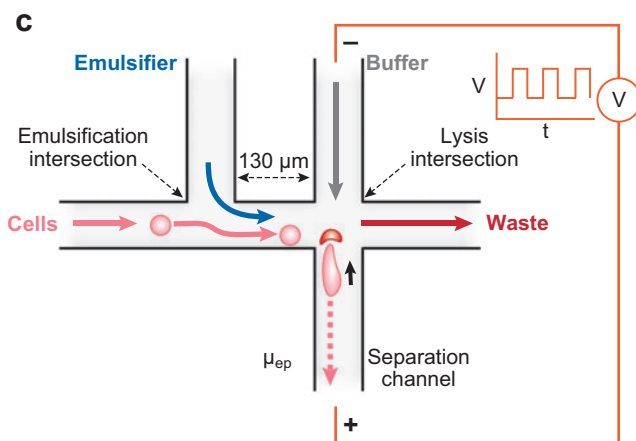 c
Emulsifier
–
Buffer
V
V
t
Emulsification
intersection
130 μm
Lysis
intersection
Cells
Waste
μep
Separation
channel
+